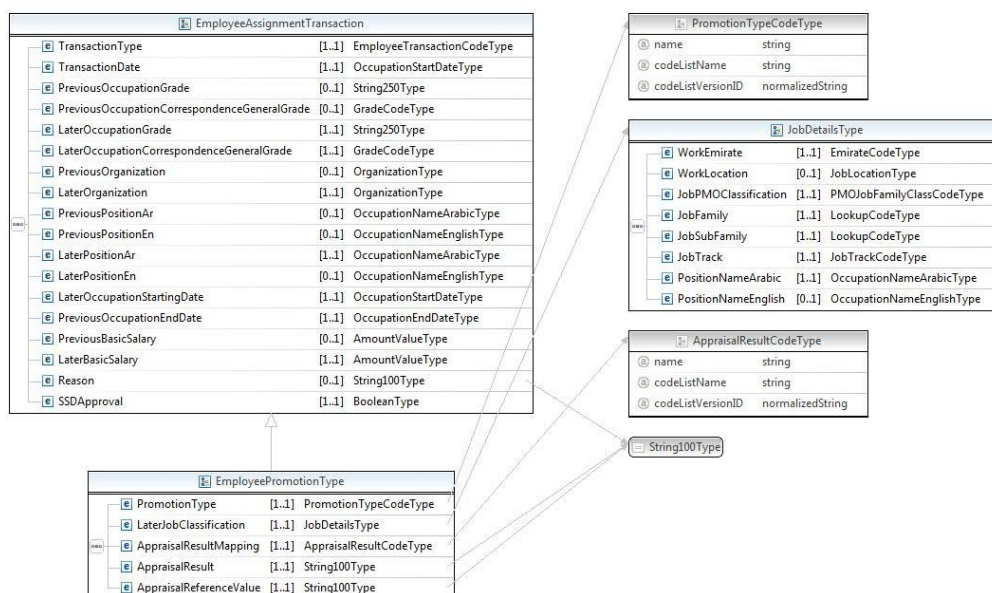 EmployeeAssignmentTransaction
TransactionType [1..1] EmployeeTransactionCodeType
TransactionDate [1..1] OccupationStartDateType
PreviousOccupationGrade [0..1] String250Type
PreviousOccupationCorrespondenceGeneralGrade [0..1] GradeCodeType
LaterOccupationGrade [1..1] String250Type
LaterOccupationCorrespondenceGeneralGrade [1..1] GradeCodeType
PreviousOrganization [0..1] OrganizationType
LaterOrganization [1..1] OrganizationType
PreviousPositionAr [0..1] OccupationNameArabicType
PreviousPositionEn [0..1] OccupationNameEnglishType
LaterPositionAr [1..1] OccupationNameArabicType
LaterPositionEn [0..1] OccupationNameEnglishType
LaterOccupationStartingDate [1..1] OccupationStartDateType
PreviousOccupationEndDate [1..1] OccupationEndDateType
PreviousBasicSalary [0..1] AmountValueType
LaterBasicSalary [1..1] AmountValueType
Reason [0..1] String100Type
SSDApproval [1..1] BooleanType
PromotionTypeCodeType
name string
codeListName string
codeListVersionID normalizedString
JobDetailsType
WorkEmirate [1..1] EmirateCodeType
WorkLocation [0..1] JobLocationType
JobPMOClassification [1..1] PMOJobFamilyClassCodeType
JobFamily [1..1] LookupCodeType
JobSubFamily [1..1] LookupCodeType
JobTrack [1..1] JobTrackCodeType
PositionNameArabic [1..1] OccupationNameArabicType
PositionNameEnglish [0..1] OccupationNameEnglishType
AppraisalResultCodeType
name string
codeListName string
codeListVersionID normalizedString
String100Type
EmployeePromotionType
PromotionType [1..1] PromotionTypeCodeType
LaterJobClassification [1..1] JobDetailsType
AppraisalResultMapping [1..1] AppraisalResultCodeType
AppraisalResult [1..1] String100Type
AppraisalReferenceValue [1..1] String100Type